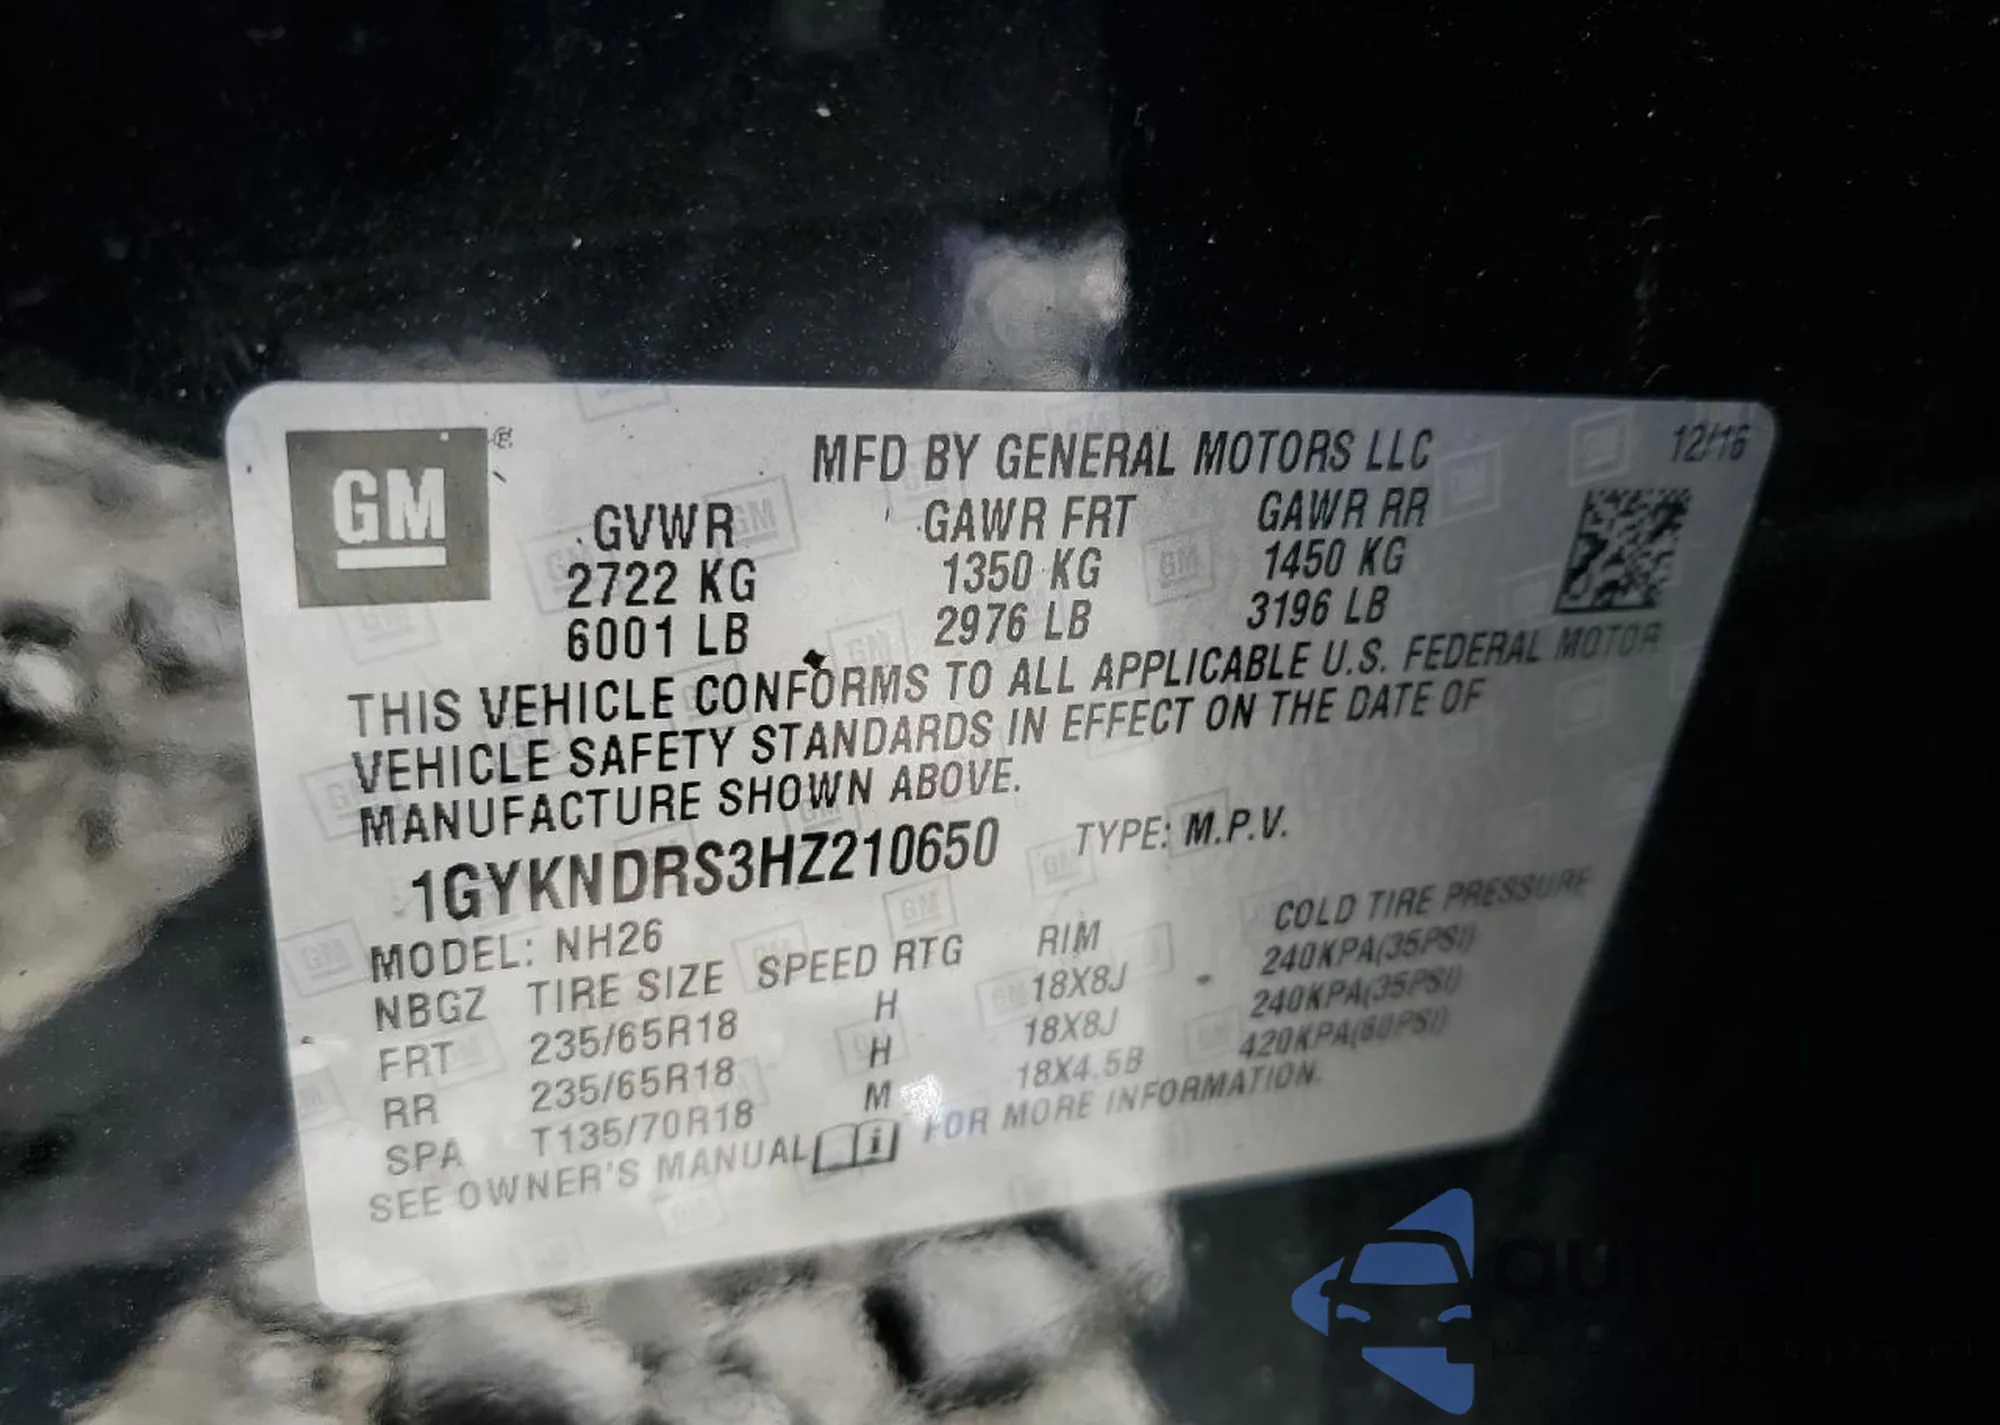 GM
MFD BY GENERAL MOTORS LLC
12/16
GVWR GAWR FRT GAWR RR
2722 KG 1350 KG 1450 KG
6001 LB 2976 LB 3196 LB
THIS VEHICLE CONFORMS TO ALL APPLICABLE U.S. FEDERAL MOTOR
VEHICLE SAFETY STANDARDS IN EFFECT ON THE DATE OF
MANUFACTURE SHOWN ABOVE.
1GYKNDRS3HZ210650 TYPE: M.P.V.
MODEL: NH26
NBGZ TIRE SIZE SPEED RTG RIM COLD TIRE PRESSURE
FRT 235/65R18 H 18X8J 240KPA(35PSI)
RR 235/65R18 H 18X8J 240KPA(35PSI)
SPA T135/70R18 M 18X4.5B 420KPA(60PSI)
SEE OWNER'S MANUAL FOR MORE INFORMATION.